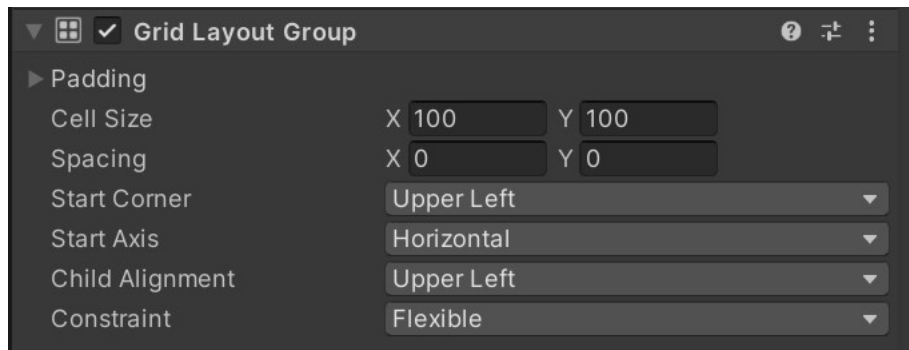 Grid Layout Group
Padding
Cell Size X 100 Y 100
Spacing X 0 Y 0
Start Corner Upper Left
Start Axis Horizontal
Child Alignment Upper Left
Constraint Flexible